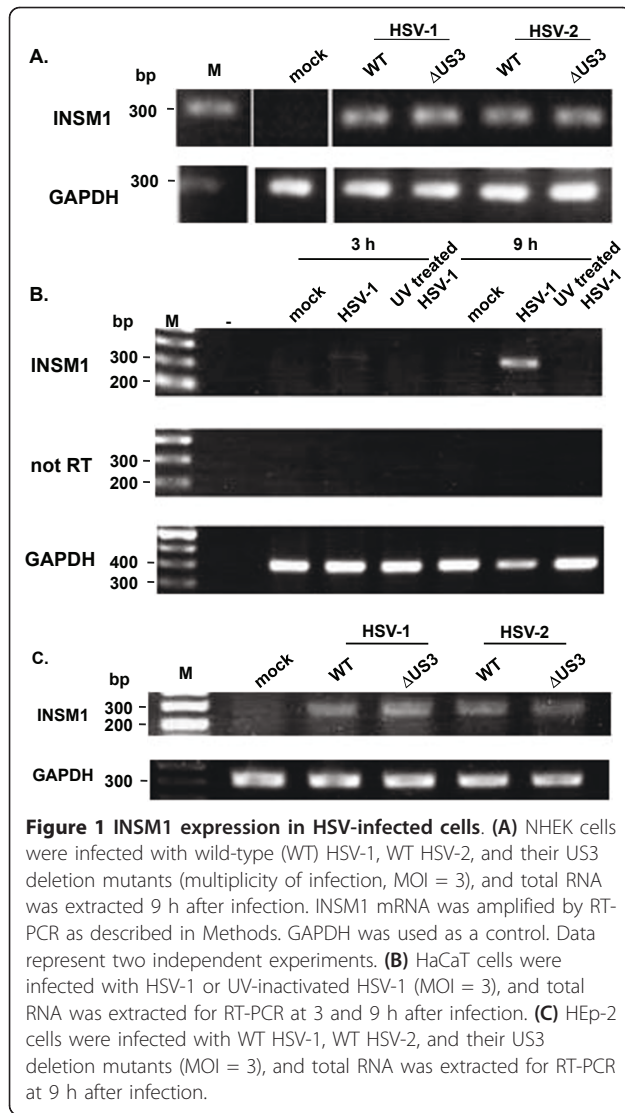 HSV-1 HSV-2
A.
bp M mock WT ΔUS3 WT ΔUS3
INSM1 300
GAPDH 300
3 h 9 h
B. mock HSV-1 UV treated HSV-1 mock HSV-1 UV treated HSV-1
bp M -
INSM1 300
200
not RT 300
200
GAPDH 400
300
HSV-1 HSV-2
C.
bp M mock WT ΔUS3 WT ΔUS3
INSM1 300
200
GAPDH 300
Figure 1 INSM1 expression in HSV-infected cells. (A) NHEK cells
were infected with wild-type (WT) HSV-1, WT HSV-2, and their US3
deletion mutants (multiplicity of infection, MOI = 3), and total RNA
was extracted 9 h after infection. INSM1 mRNA was amplified by RT-
PCR as described in Methods. GAPDH was used as a control. Data
represent two independent experiments. (B) HaCaT cells were
infected with HSV-1 or UV-inactivated HSV-1 (MOI = 3), and total
RNA was extracted for RT-PCR at 3 and 9 h after infection. (C) HEp-2
cells were infected with WT HSV-1, WT HSV-2, and their US3
deletion mutants (MOI = 3), and total RNA was extracted for RT-PCR
at 9 h after infection.